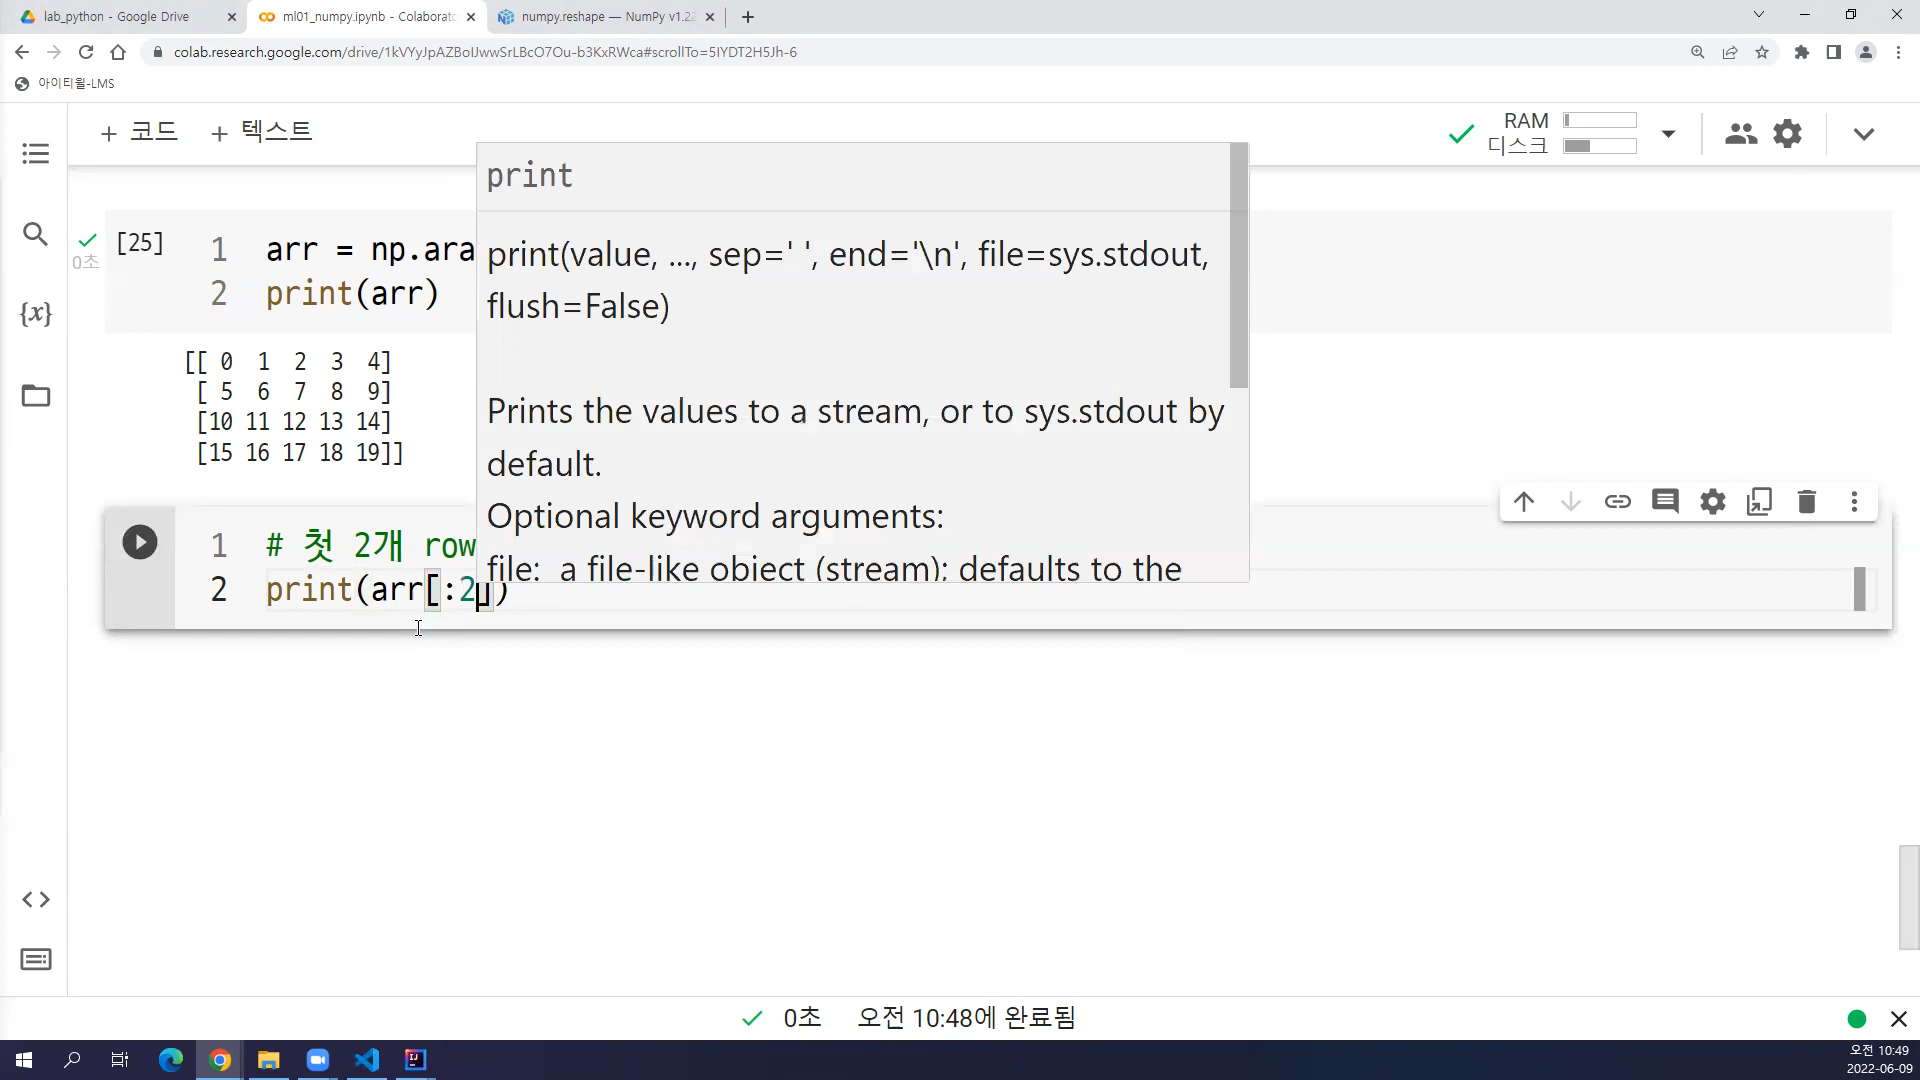 lab_python - Google Drive
ml01_numpy.ipynb - Colaborato
numpy.reshape — NumPy v1.22
colab.research.google.com/drive/1kVYyJpAZBoIJwwSrLBcO7Ou-b3KxRWca#scrollTo=5IYDT2H5Jh-6
아이티윌-LMS
+ 코드 + 텍스트
RAM
디스크
print
print(value, ..., sep=' ', end='\n', file=sys.stdout,
flush=False)
Prints the values to a stream, or to sys.stdout by
default.
Optional keyword arguments:
file: a file-like object (stream); defaults to the
[25]
0초
1 arr = np.ara
2 print(arr)
[[ 0 1 2 3 4]
[ 5 6 7 8 9]
[10 11 12 13 14]
[15 16 17 18 19]]
1 # 첫 2개 row
2 print(arr[:2])
{x}
0초 오전 10:48에 완료됨
오전 10:49
2022-06-09